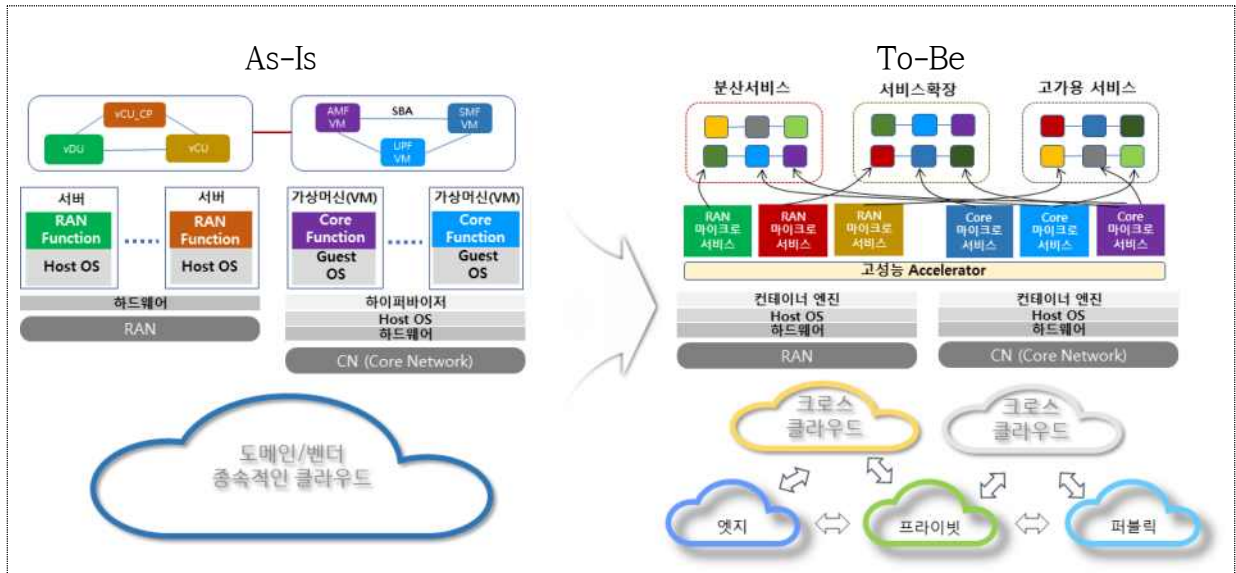 As-Is
vCU_CP
vDU
vCU
AMF
VM
SBA
SMF
VM
UPF
VM
서버
RAN
Function
Host OS
서버
RAN
Function
Host OS
하드웨어
RAN
가상머신(VM)
Core
Function
Guest
OS
가상머신(VM)
Core
Function
Guest
OS
하이퍼바이저
Host OS
하드웨어
CN (Core Network)
도메인/벤더
종속적인 클라우드
To-Be
분산서비스
서비스확장
고가용 서비스
RAN
마이크로
서비스
RAN
마이크로
서비스
RAN
마이크로
서비스
Core
마이크로
서비스
Core
마이크로
서비스
Core
마이크로
서비스
고성능 Accelerator
컨테이너 엔진
Host OS
하드웨어
RAN
컨테이너 엔진
Host OS
하드웨어
CN (Core Network)
크로스
클라우드
크로스
클라우드
엣지
프라이빗
퍼블릭